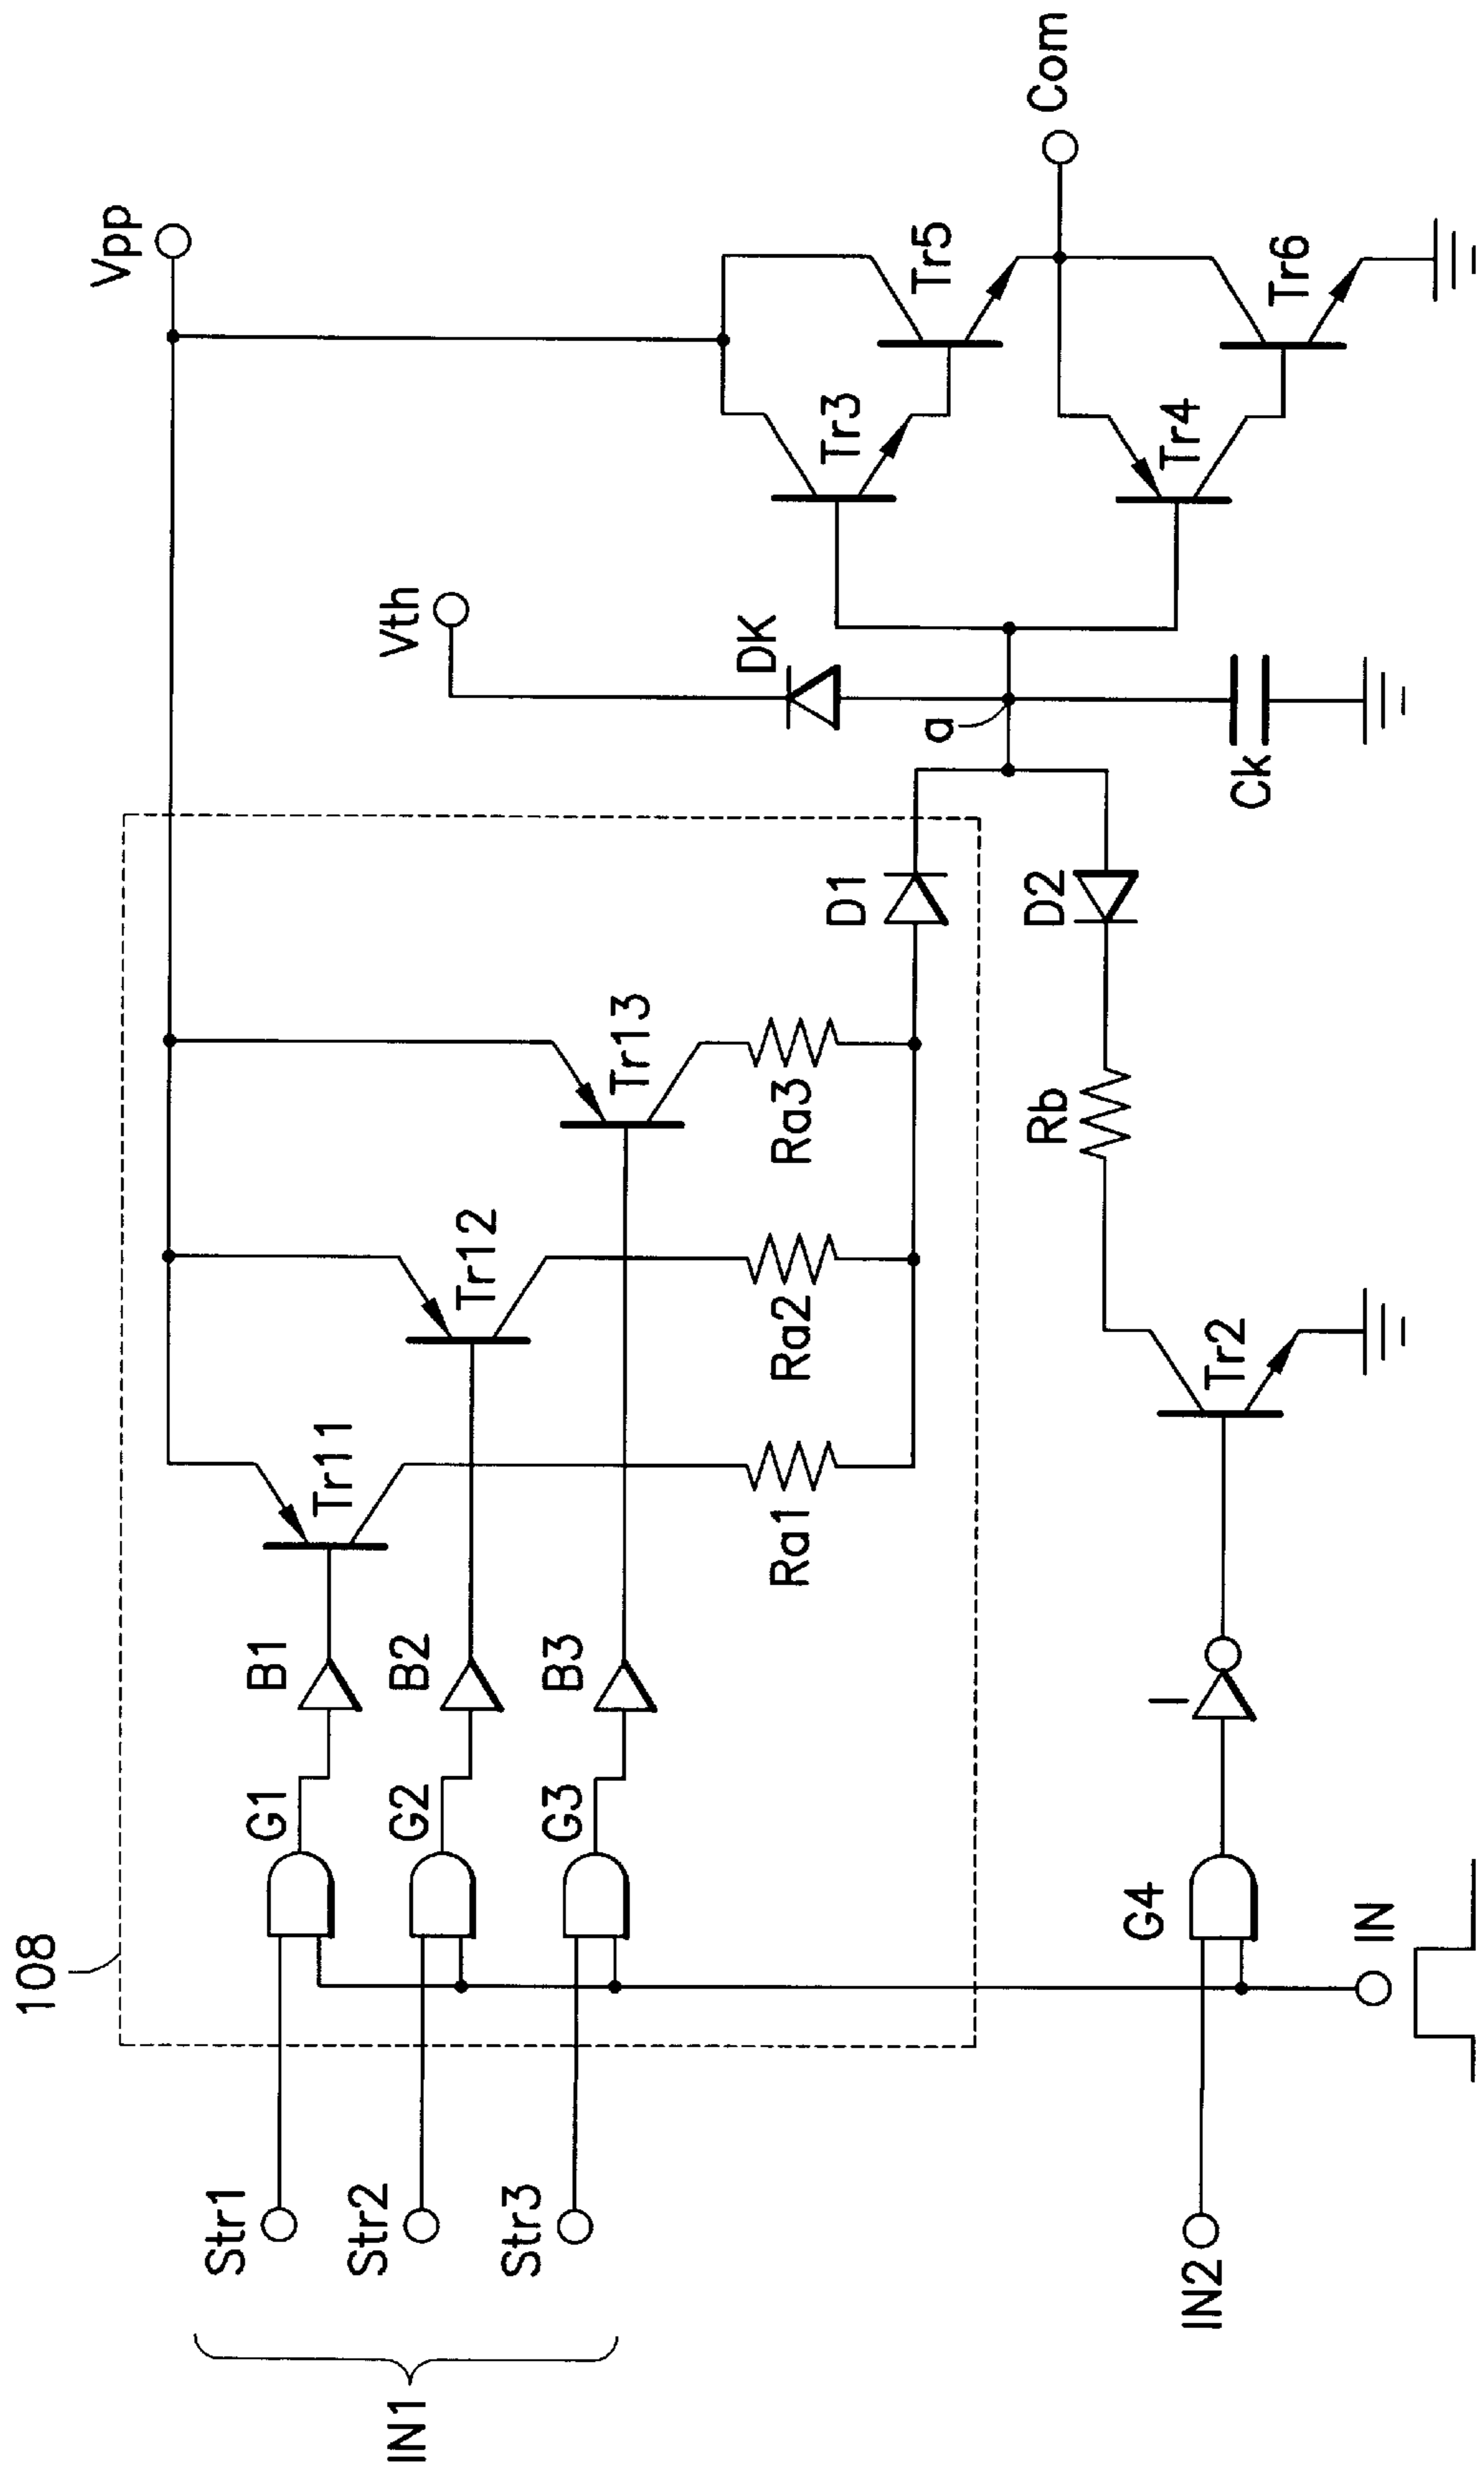 108
Vpp
Str1
G1
B1
Tr11
Str2
G2
B2
Tr12
Vth
Str3
G3
B3
Tr13
Tr3
Tr5
IN1
Ra1
Ra2
Ra3
D1
DK
a
Com
D2
Rb
Tr4
G4
I
Tr2
Ck
Tr6
IN2
IN